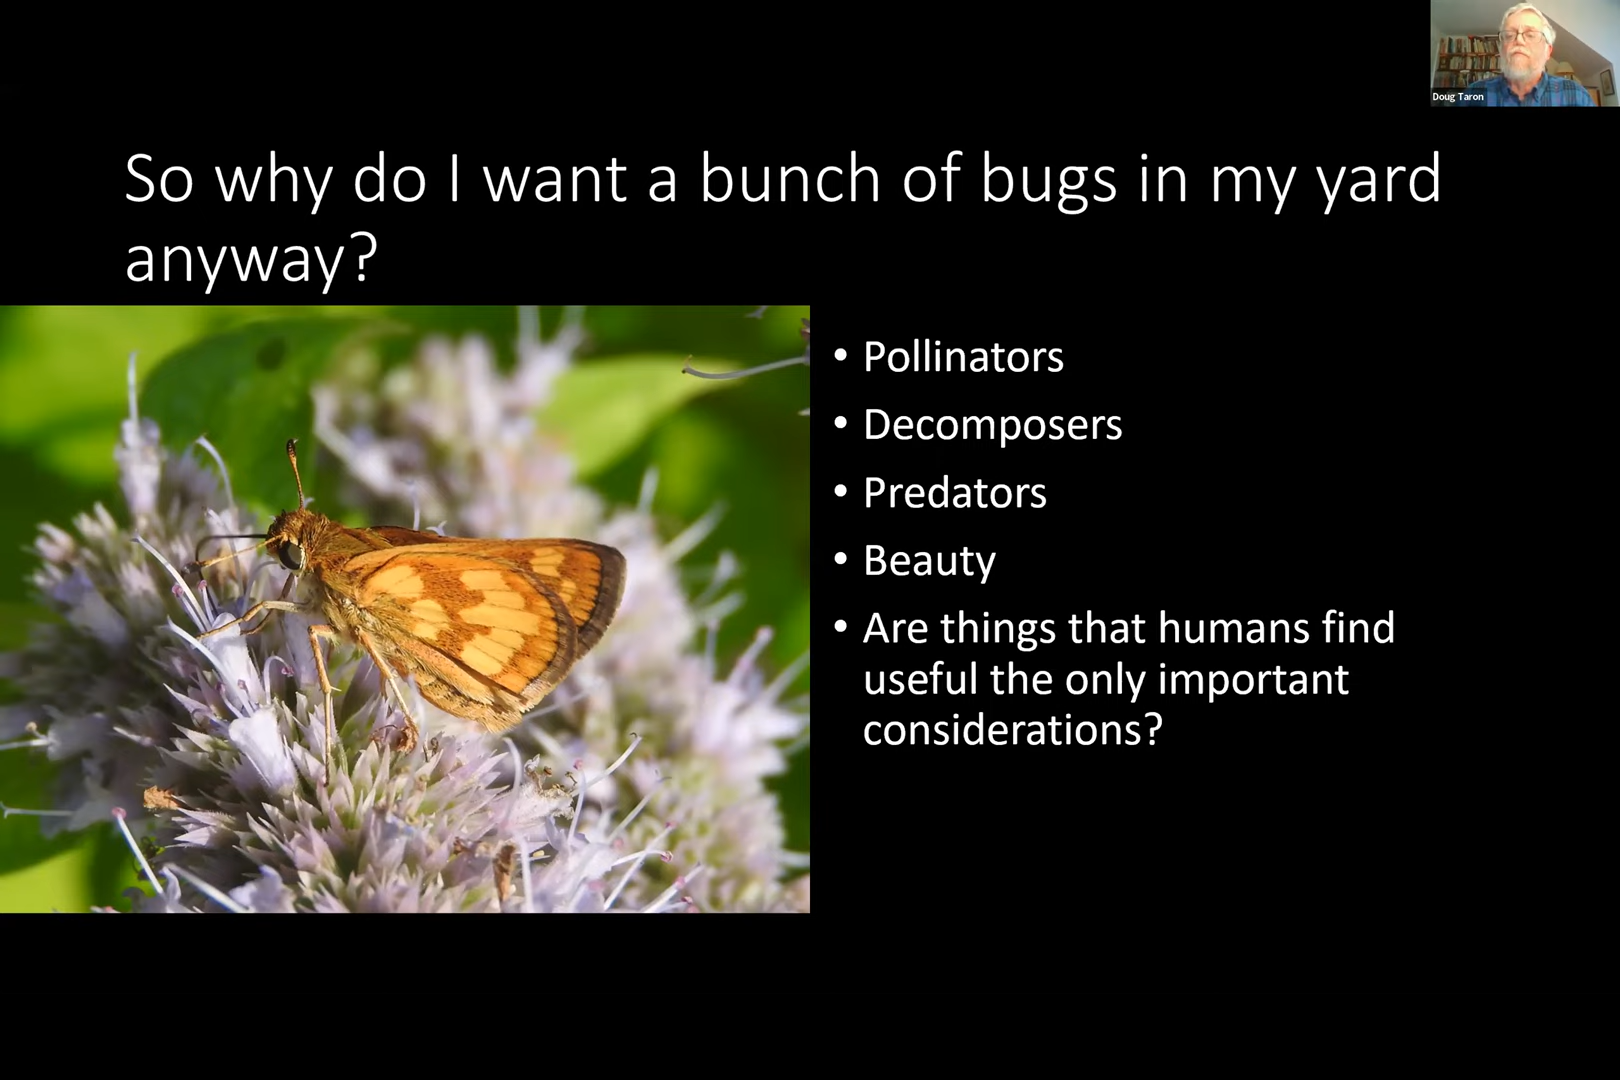 Doug Taron
So why do I want a bunch of bugs in my yard
anyway?
• Pollinators
• Decomposers
• Predators
• Beauty
• Are things that humans find
useful the only important
considerations?